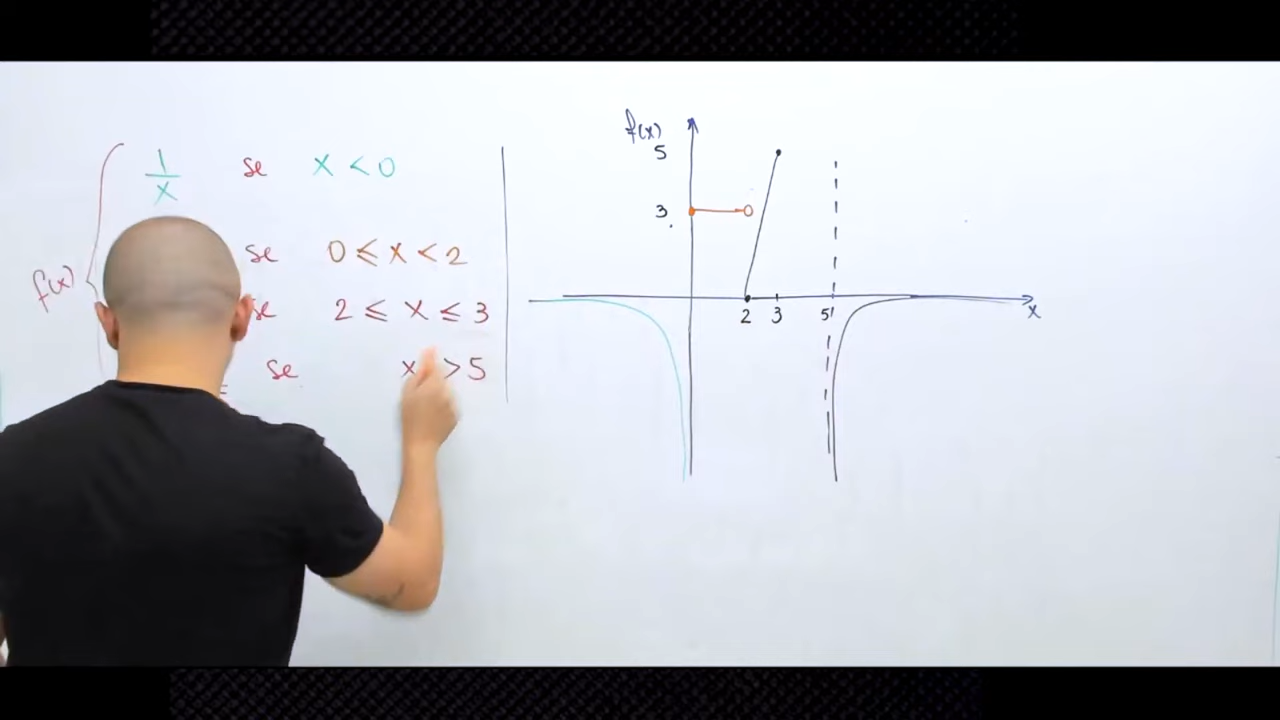 1/x se x < 0
f(x)
se 0 ≤ x < 2
se 2 ≤ x ≤ 3
se x > 5
f(x)
5
3
2 3 5
x